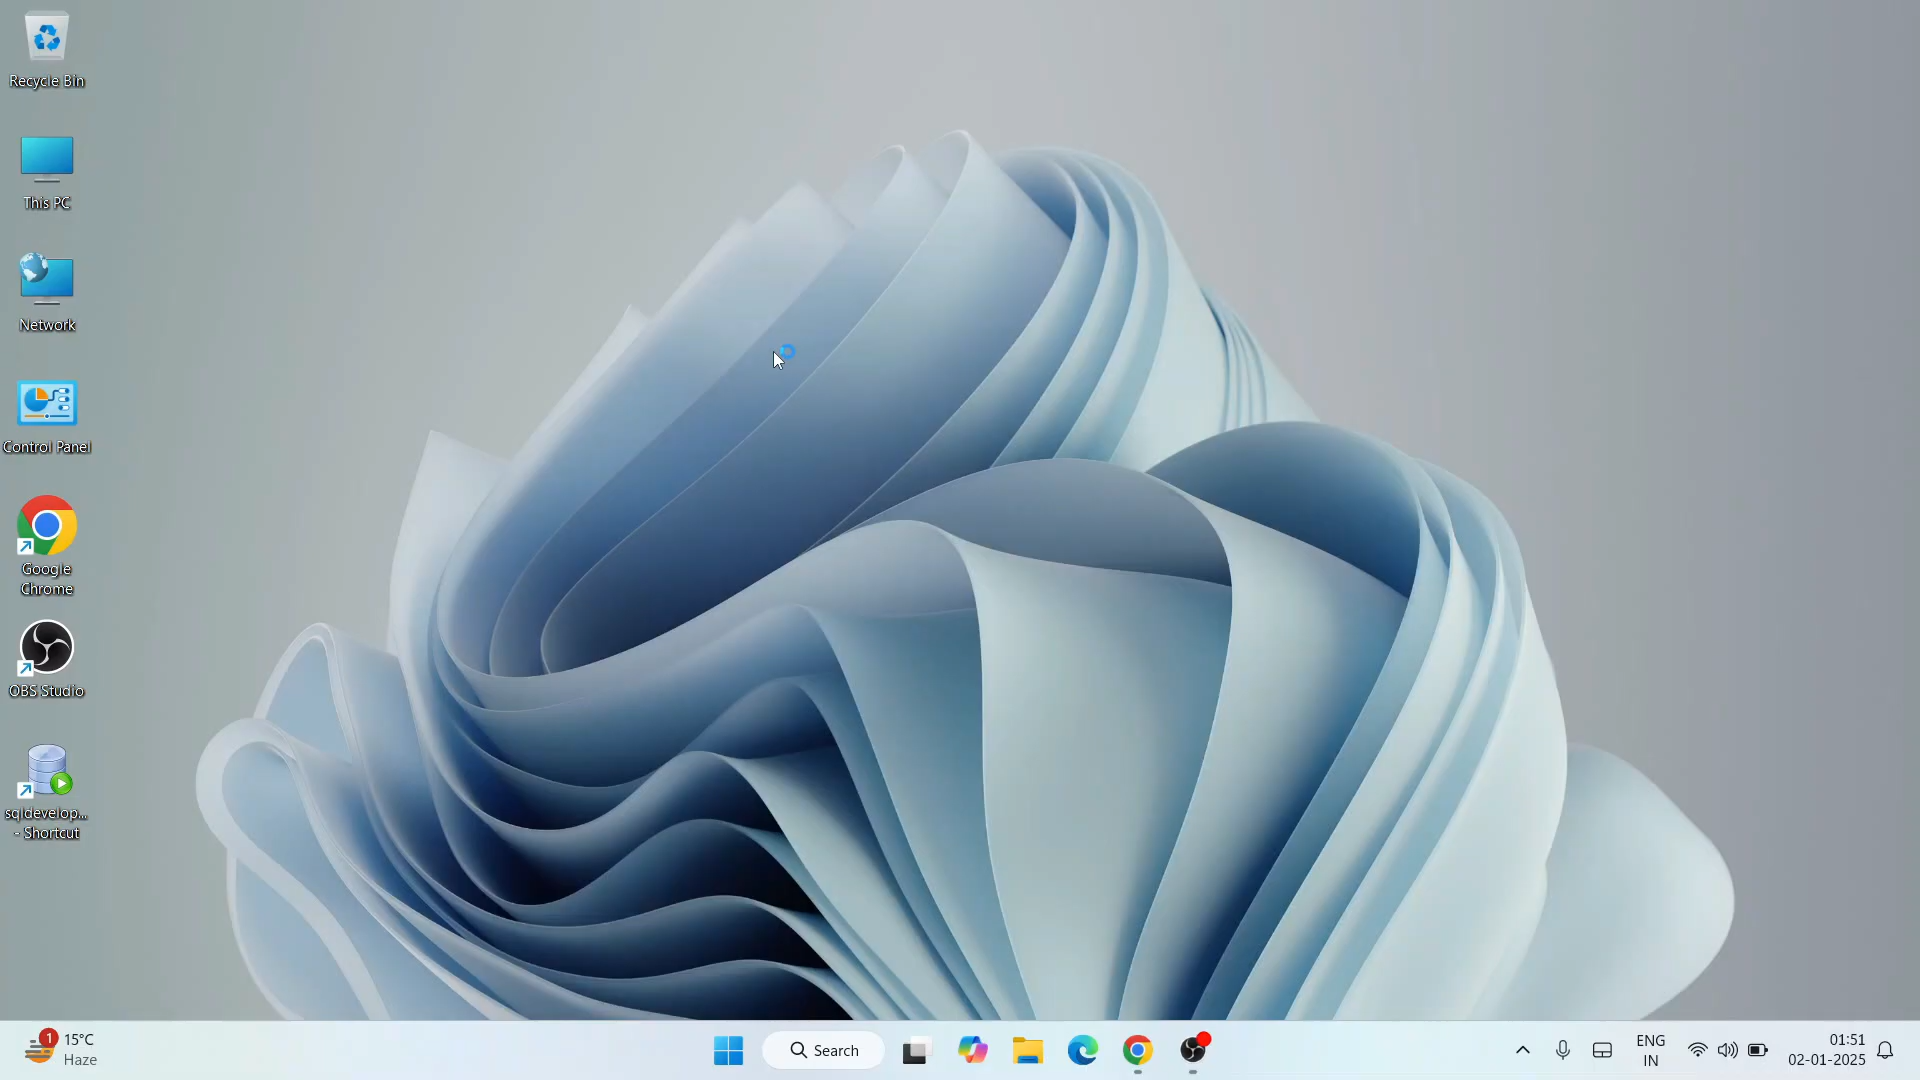 Recycle Bin
This PC
Network
Control Panel
Google
Chrome
OBS Studio
sqldevelop...
- Shortcut
1
15°C
Haze
Search
ENG
IN
01:51
02-01-2025